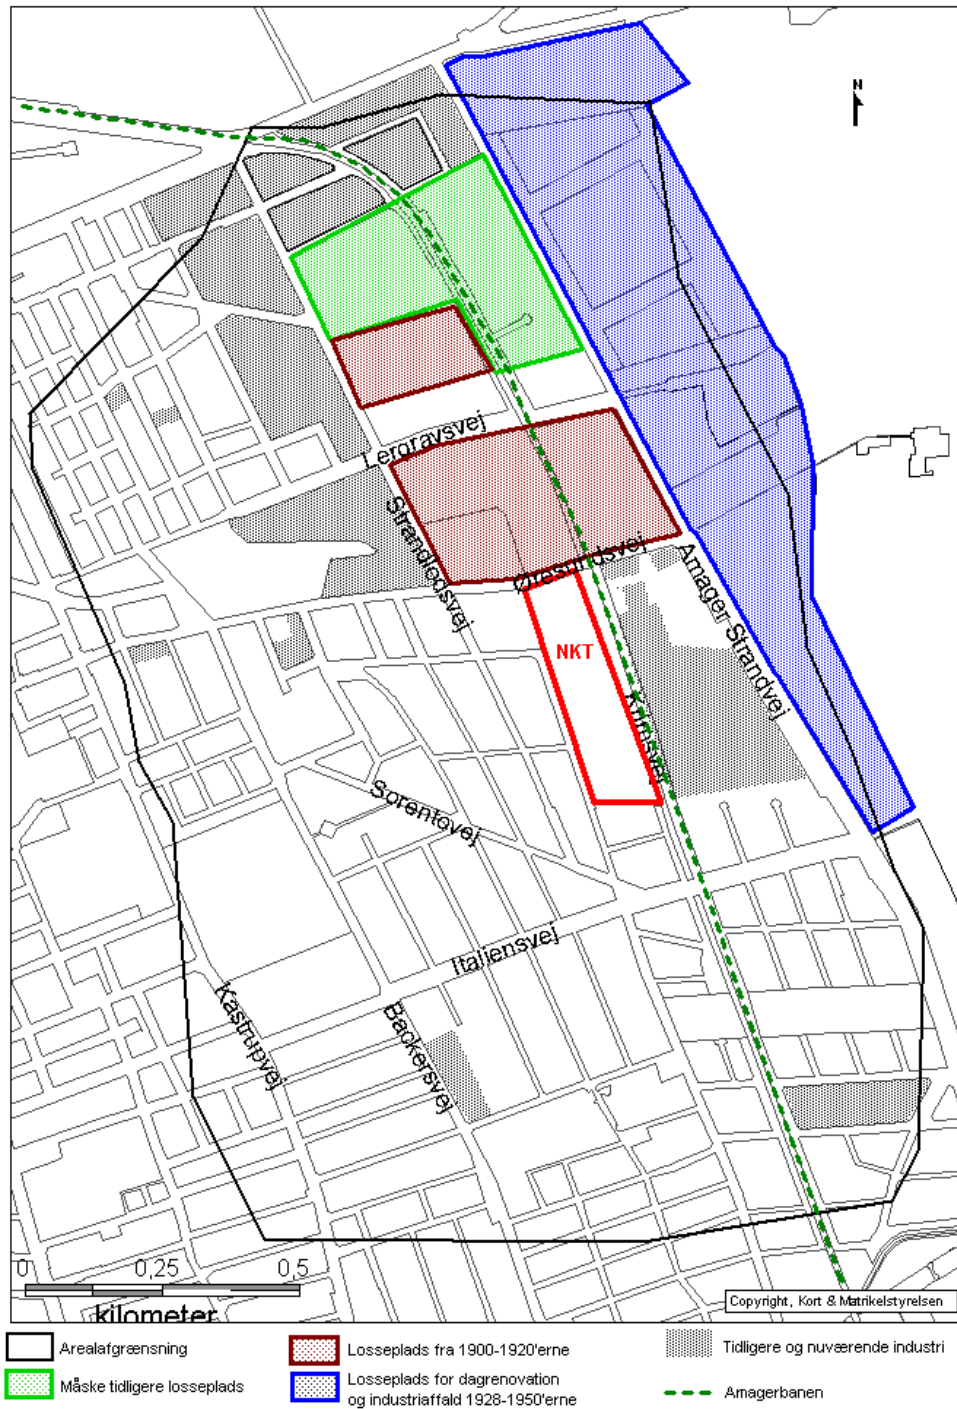 N
Lergravsvej
Strandlodsvej
Øresundsvej
Amager Strandvej
NKT
Krimsvej
Sorentovej
Italiensvej
Kastrupvej
Backersvej
0 0,25 0,5
kilometer
Copyright, Kort & Matrikelstyrelsen
Arealafgrænsning
Måske tidligere losseplads
Losseplads fra 1900-1920'erne
Losseplads for dagrenovation
og industriaffald 1928-1950'erne
Tidligere og nuværende industri
Amagerbanen